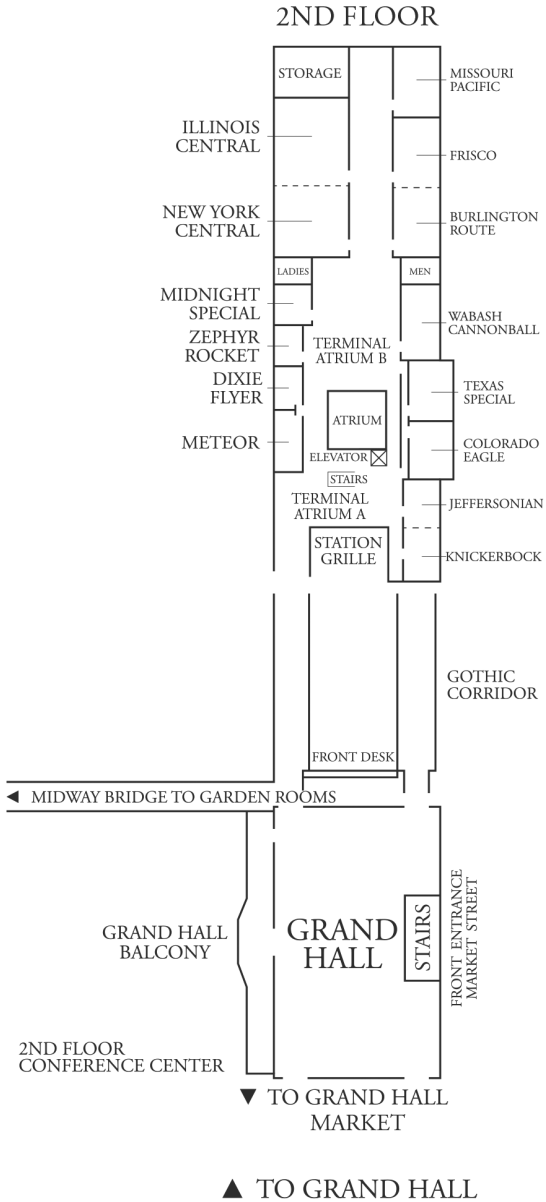 2ND FLOOR
STORAGE
MISSOURI
PACIFIC
ILLINOIS
CENTRAL
FRISCO
NEW YORK
CENTRAL
BURLINGTON
ROUTE
LADIES
MEN
MIDNIGHT
SPECIAL
WABASH
CANNONBALL
ZEPHYR
ROCKET
TERMINAL
ATRIUM B
DIXIE
FLYER
TEXAS
SPECIAL
ATRIUM
METEOR
COLORADO
EAGLE
ELEVATOR
STAIRS
TERMINAL
ATRIUM A
JEFFERSONIAN
STATION
GRILLE
KNICKERBOCK
GOTHIC
CORRIDOR
FRONT DESK
◄ MIDWAY BRIDGE TO GARDEN ROOMS
GRAND HALL
BALCONY
GRAND
HALL
STAIRS
FRONT ENTRANCE
MARKET STREET
2ND FLOOR
CONFERENCE CENTER
▼ TO GRAND HALL
MARKET
▲ TO GRAND HALL